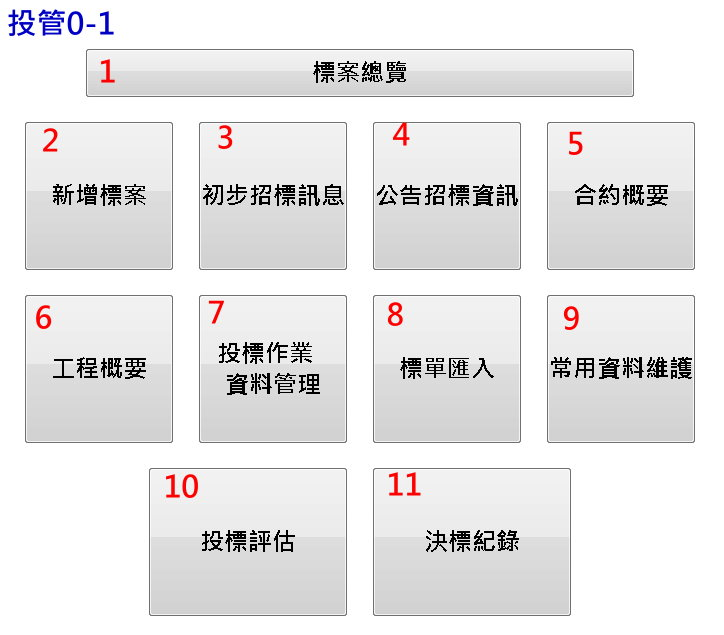 投管0-1
1 標案總覽
2 3 4 5
新增標案 初步招標訊息 公告招標資訊 合約概要
6 7 8 9
投標作業
工程概要 標單匯入 常用資料維護
資料管理
10 11
投標評估 決標紀錄